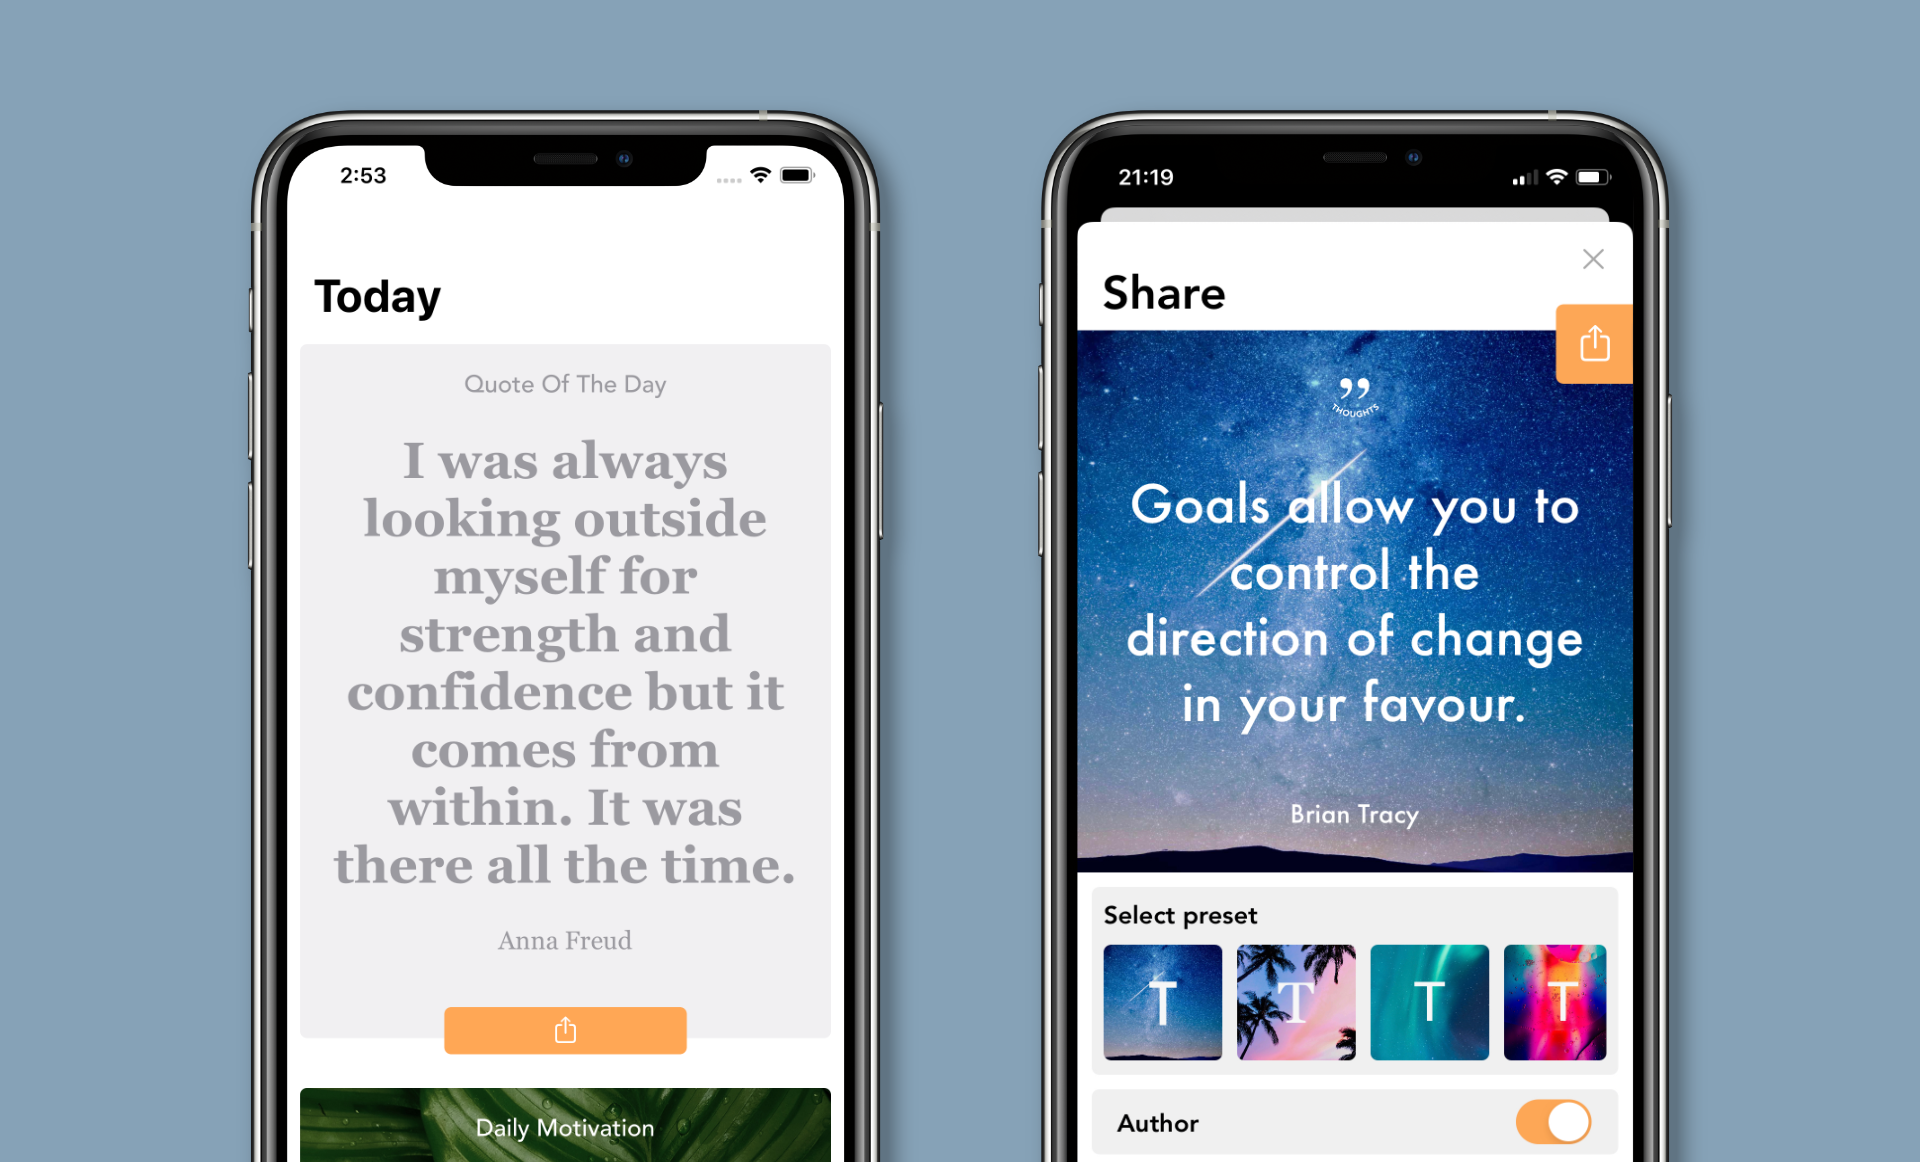 2:53
Today
Quote Of The Day
I was always
looking outside
myself for
strength and
confidence but it
comes from
within. It was
there all the time.
Anna Freud
Daily Motivation
21:19
Share
”
THOUGHTS
Goals allow you to
control the
direction of change
in your favour.
Brian Tracy
Select preset
T T T T
Author